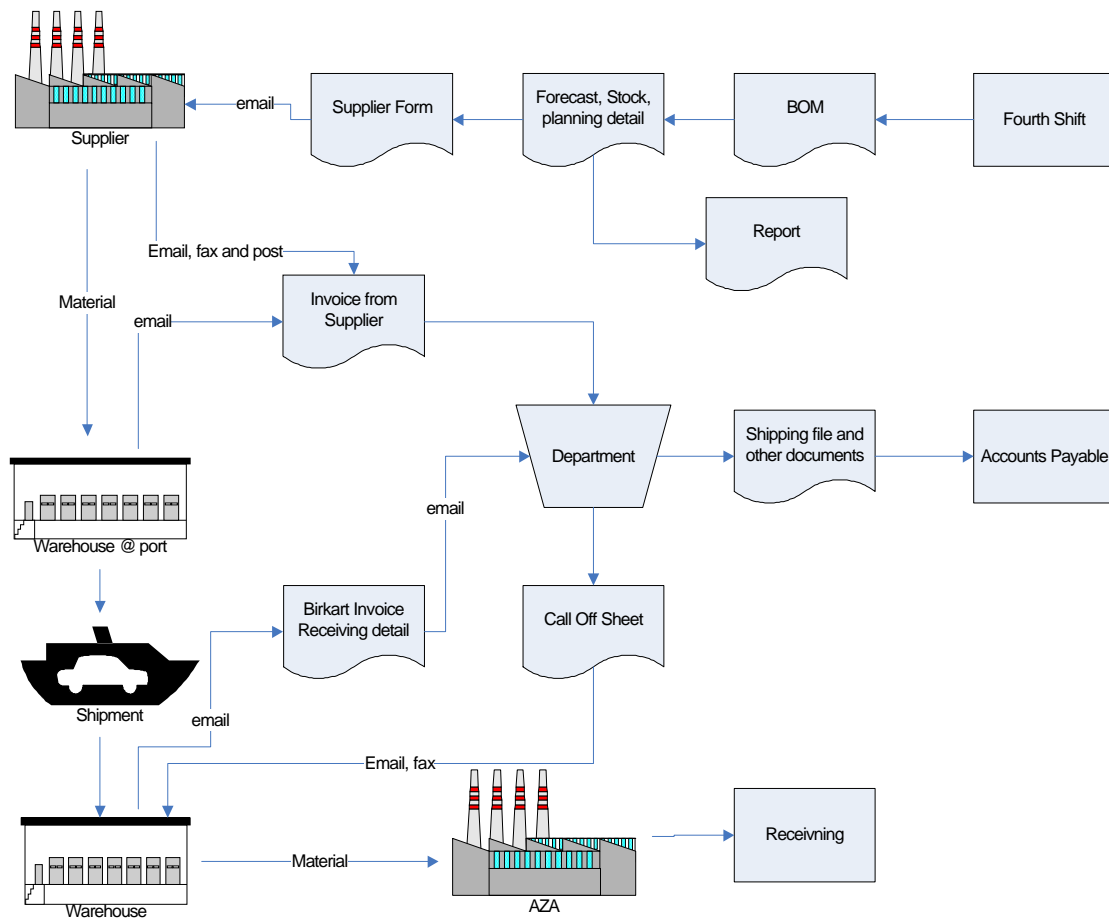 email
Supplier Form
Forecast, Stock,
planning detail
BOM
Fourth Shift
Supplier
Report
Email, fax and post
Material
email
Invoice from
Supplier
Department
Shipping file and
other documents
Accounts Payable
email
Warehouse @ port
Birkart Invoice
Receiving detail
Call Off Sheet
Shipment
email
Email, fax
Receivning
Material
Warehouse
AZA